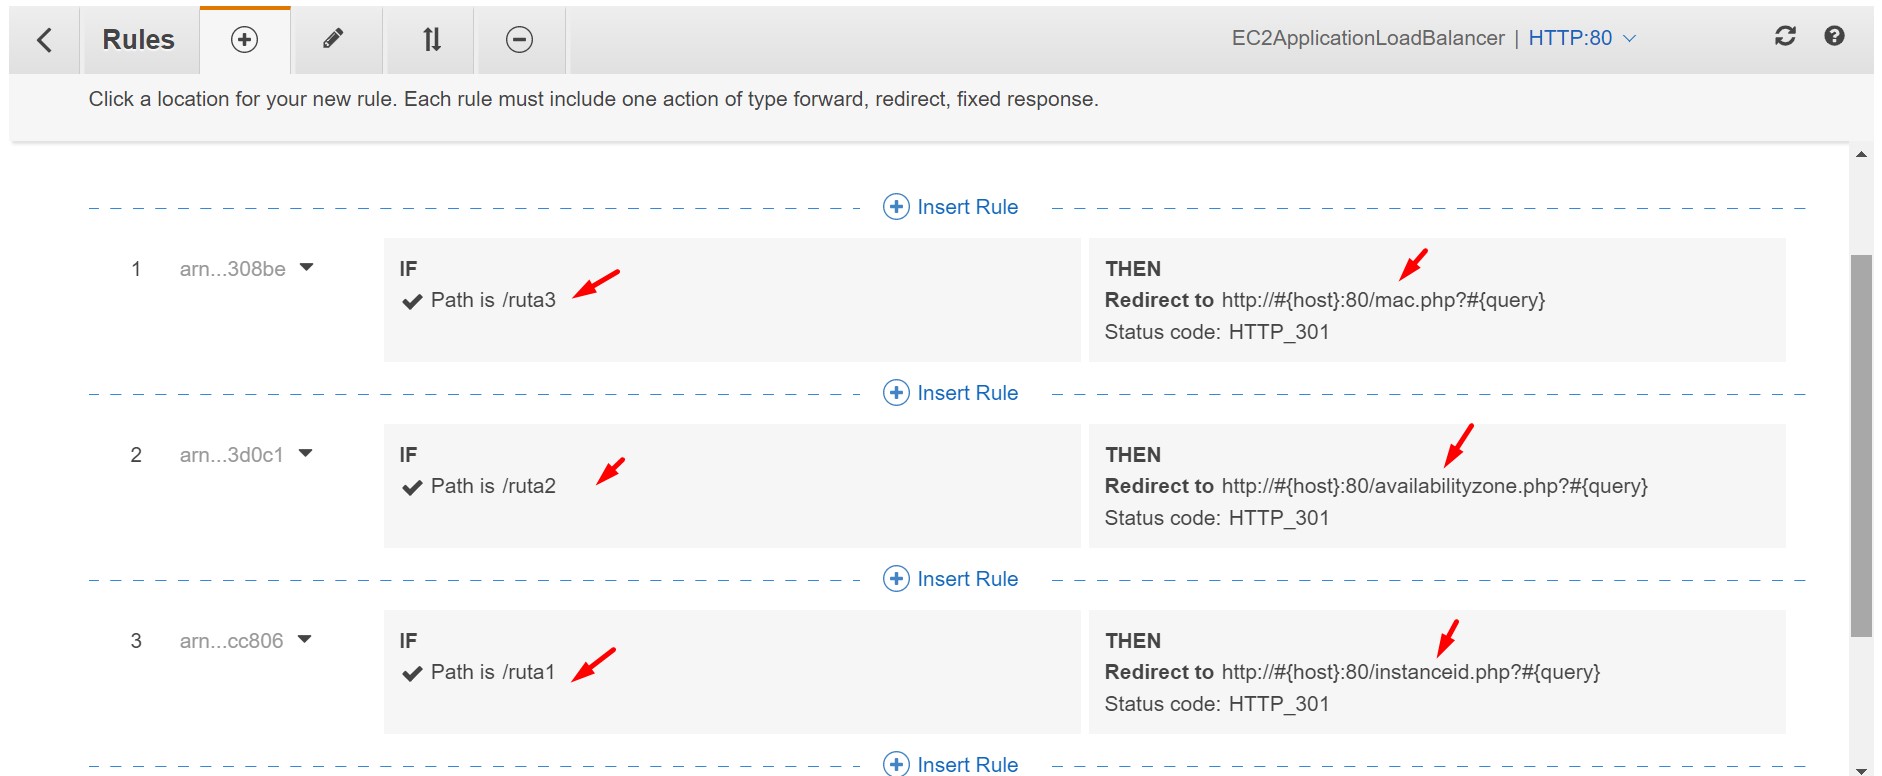 Rules
EC2ApplicationLoadBalancer | HTTP:80
Click a location for your new rule. Each rule must include one action of type forward, redirect, fixed response.
Insert Rule
1 arn...308be IF THEN
Path is /ruta3 Redirect to http://#{host}:80/mac.php?#{query}
Status code: HTTP_301
Insert Rule
2 arn...3d0c1 IF THEN
Path is /ruta2 Redirect to http://#{host}:80/availabilityzone.php?#{query}
Status code: HTTP_301
Insert Rule
3 arn...cc806 IF THEN
Path is /ruta1 Redirect to http://#{host}:80/instanceid.php?#{query}
Status code: HTTP_301
Insert Rule